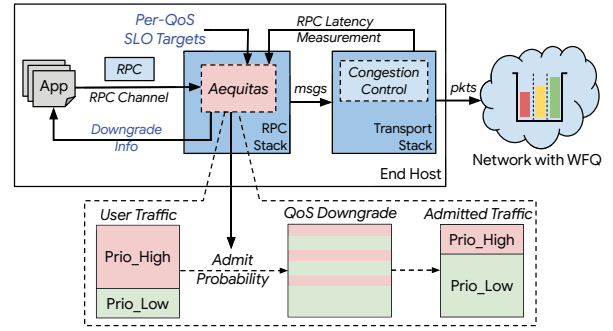 Per-QoS
SLO Targets
RPC Latency
Measurement
App
RPC
RPC Channel
Aequitas
msgs
Congestion
Control
pkts
Downgrade
Info
RPC
Stack
Transport
Stack
Network with WFQ
End Host
User Traffic
QoS Downgrade
Admitted Traffic
Prio_High
Prio_Low
Admit
Probability
Prio_High
Prio_Low